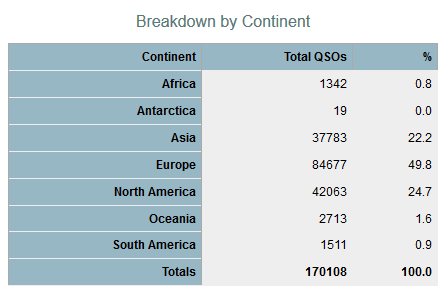 Breakdown by Continent
Continent Total QSOs %
Africa 1342 0.8
Antarctica 19 0.0
Asia 37783 22.2
Europe 84677 49.8
North America 42063 24.7
Oceania 2713 1.6
South America 1511 0.9
Totals 170108 100.0